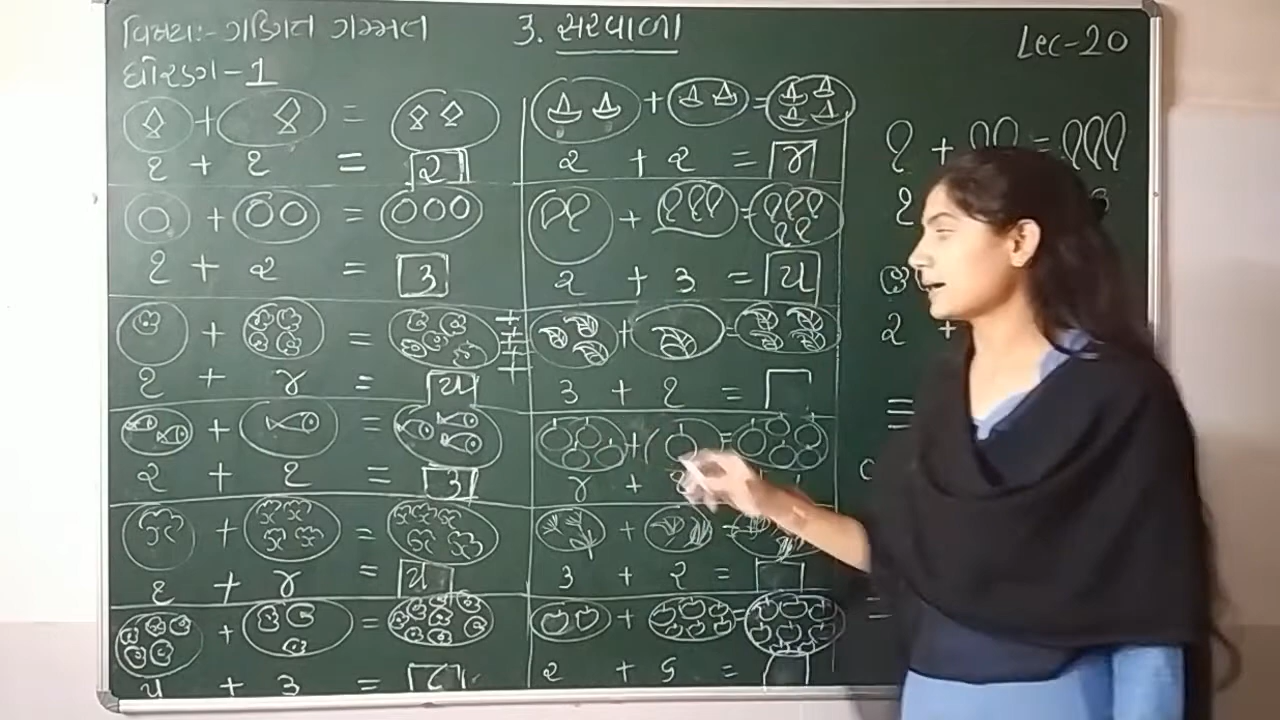 વિષયઃ- ગણિત ગમ્મત
ધોરણ-1
૩. સરવાળા
Lec-20
+ =
૧ + ૧ = ૨
+ =
૧ + ૨ = ૩
+ =
૧ + ૪ = ૫
+ =
૨ + ૧ = ૩
+ =
૧ + ૪ = ૫
+ =
૫ + ૩ = ૮
+ =
૨ + ૨ = ૪
+ =
૨ + ૩ = ૫
+ =
૩ + ૧ =
+ =
૪ +
+ =
૩ + ૨ =
+ =
૨ + ૬ =
+ =
૧ ૩
૨ +
=
=